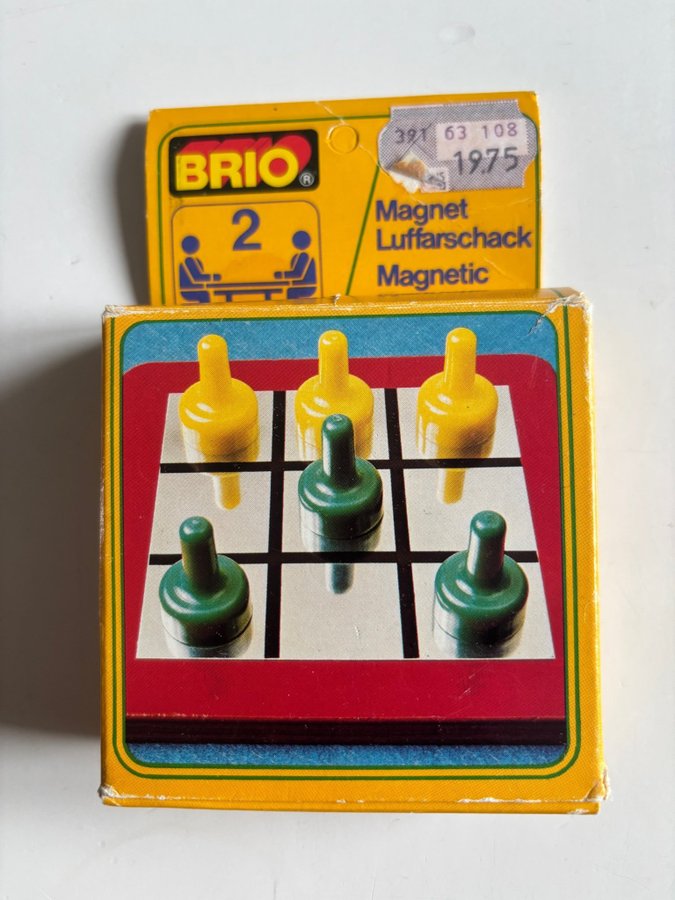 BRIO®
2
391 63 108
1975
Magnet
Luffarschack
Magnetic